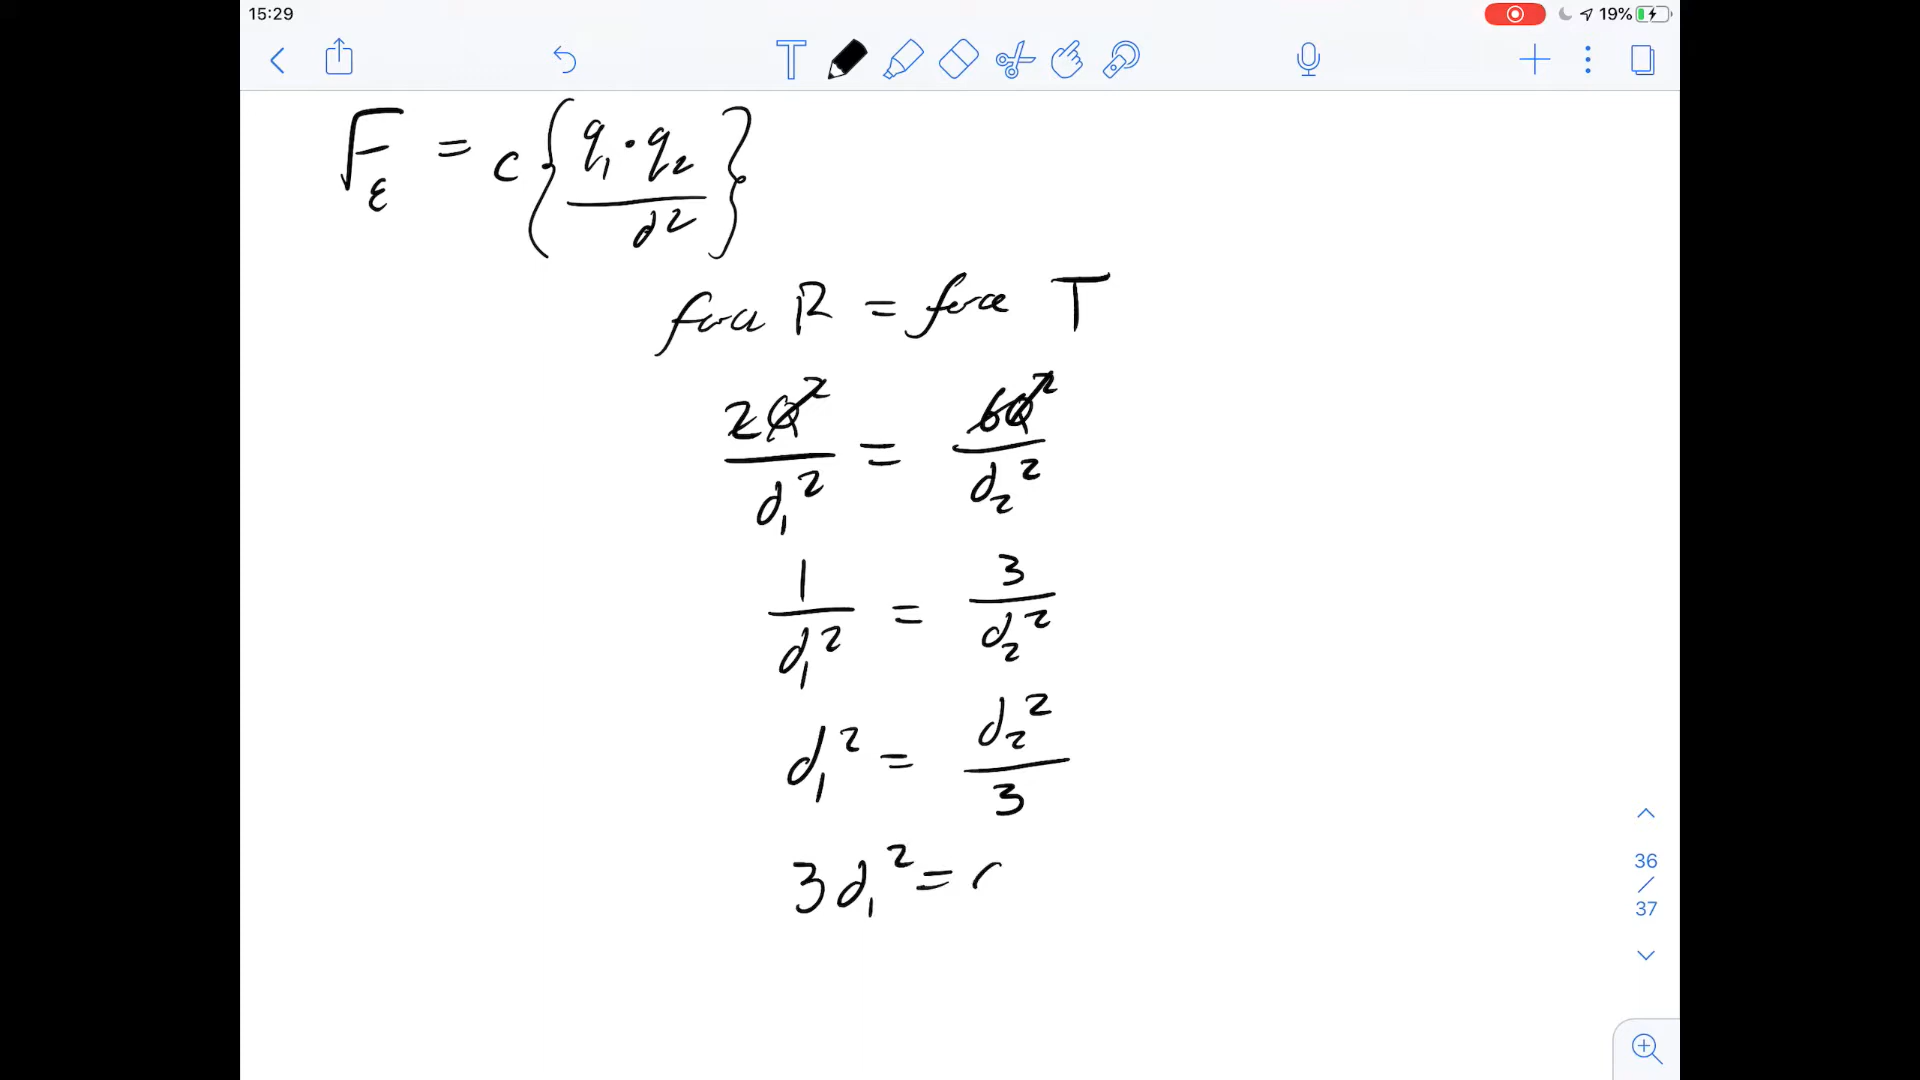 15:29
19%
T
F_E = c { q₁ · q₂ / d² }
force R = force T
2Q² / d₁² = 6Q² / d₂²
1 / d₁² = 3 / d₂²
d₁² = d₂² / 3
3d₁² =
36
/
37